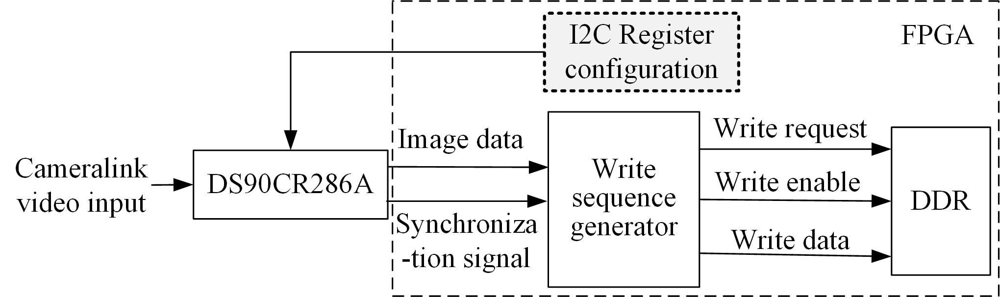 I2C Register
configuration
FPGA
Cameralink
video input
DS90CR286A
Image data
Synchroniza
-tion signal
Write
sequence
generator
Write request
Write enable
Write data
DDR